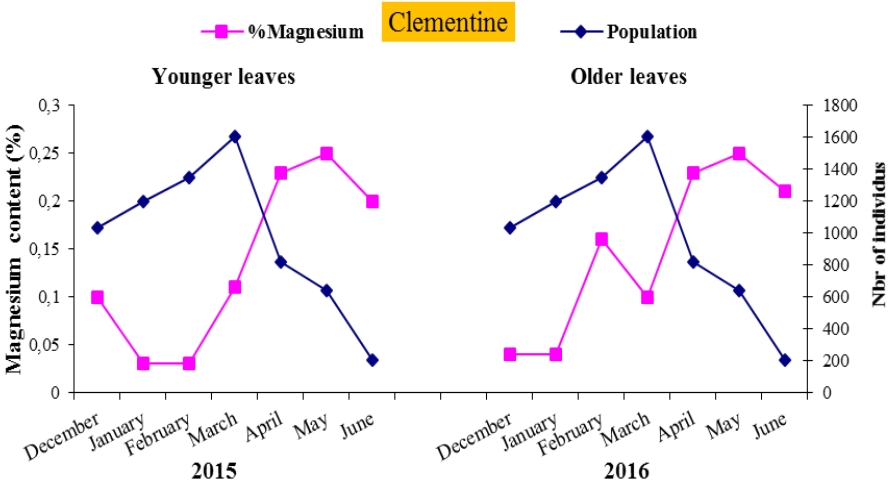 Clementine
%Magnesium
Population
Younger leaves
Older leaves
Magnesium content (%)
0,3
0,25
0,2
0,15
0,1
0,05
0
1800
1600
1400
1200
1000
800
600
400
200
0
Nbr of individus
December
January
February
March
April
May
June
December
January
February
March
April
May
June
2015
2016